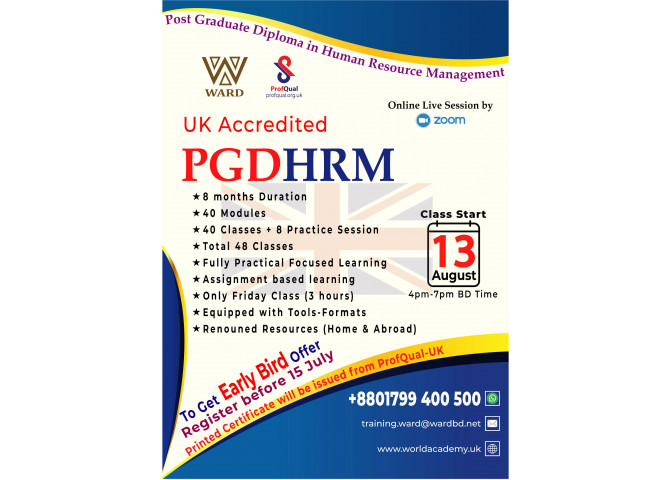 Post Graduate Diploma in Human Resource Management
WARD
ProfQual
profqual.org.uk
Online Live Session by
zoom
UK Accredited
PGDHRM
★ 8 months Duration
★ 40 Modules
★ 40 Classes + 8 Practice Session
★ Total 48 Classes
★ Fully Practical Focused Learning
★ Assignment based learning
★ Only Friday Class (3 hours)
★ Equipped with Tools-Formats
★ Renouned Resources (Home & Abroad)
Class Start
13
August
4pm-7pm BD Time
To Get Early Bird Offer
Register before 15 July
Printed Certificate will be issued from ProfQual-UK
+8801799 400 500
training.ward@wardbd.net
www.worldacademy.uk